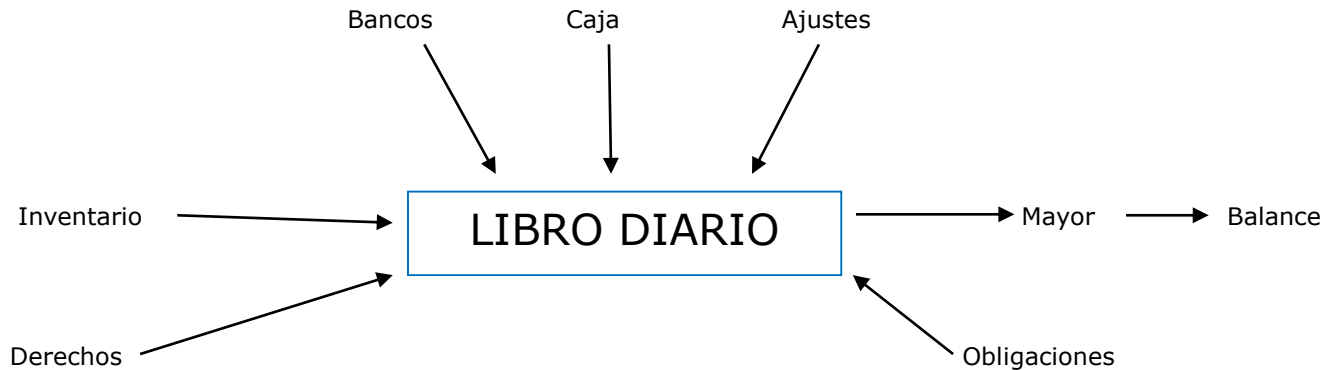 Bancos Caja Ajustes
Inventario LIBRO DIARIO Mayor Balance
Derechos Obligaciones